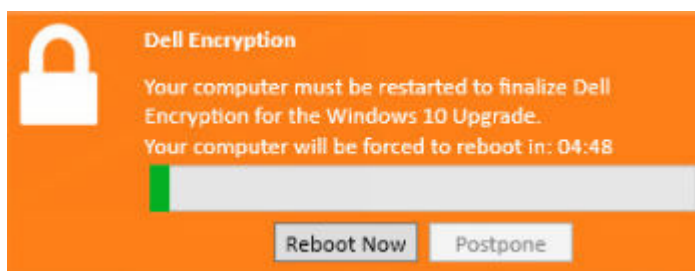 Dell Encryption
Your computer must be restarted to finalize Dell
Encryption for the Windows 10 Upgrade.
Your computer will be forced to reboot in: 04:48
Reboot Now Postpone